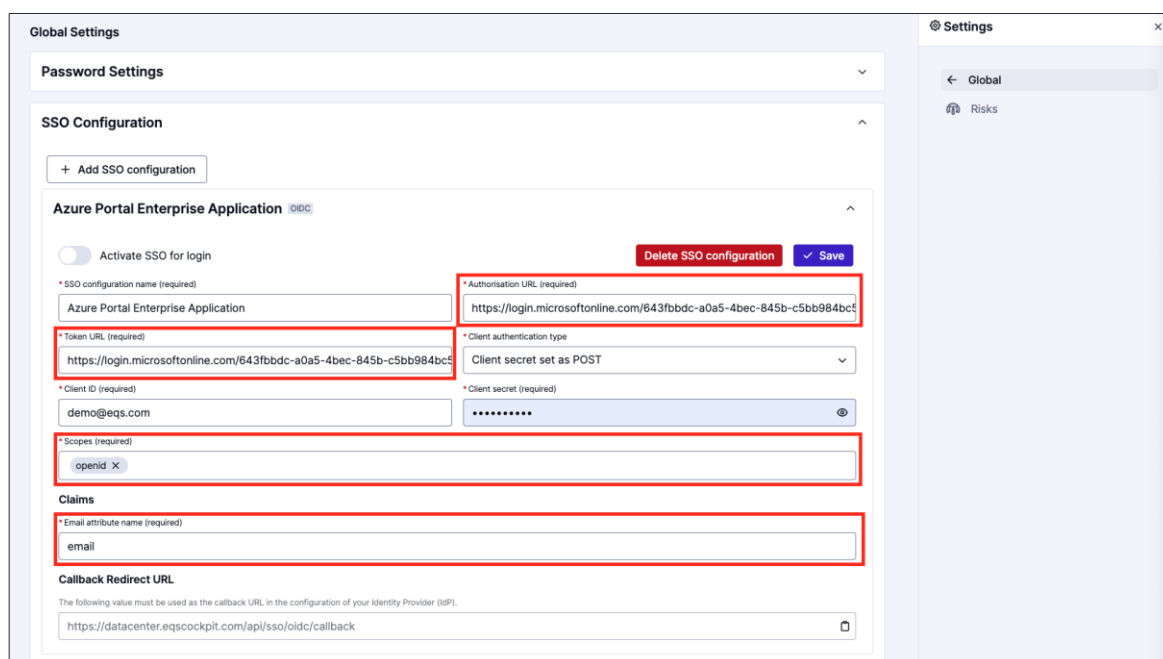 Global Settings
Settings
Password Settings
Global
Risks
SSO Configuration
+ Add SSO configuration
Azure Portal Enterprise Application OIDC
Activate SSO for login
Delete SSO configuration
Save
* SSO configuration name (required)
* Authorisation URL (required)
Azure Portal Enterprise Application
https://login.microsoftonline.com/643fbbdc-a0a5-4bec-845b-c5bb984bc5
* Token URL (required)
* Client authentication type
https://login.microsoftonline.com/643fbbdc-a0a5-4bec-845b-c5bb984bc5
Client secret set as POST
* Client ID (required)
* Client secret (required)
demo@eqs.com
••••••••••
* Scopes (required)
openid
Claims
* Email attribute name (required)
email
Callback Redirect URL
The following value must be used as the callback URL in the configuration of your Identity Provider (IdP).
https://datacenter.eqscockpit.com/api/sso/oidc/callback